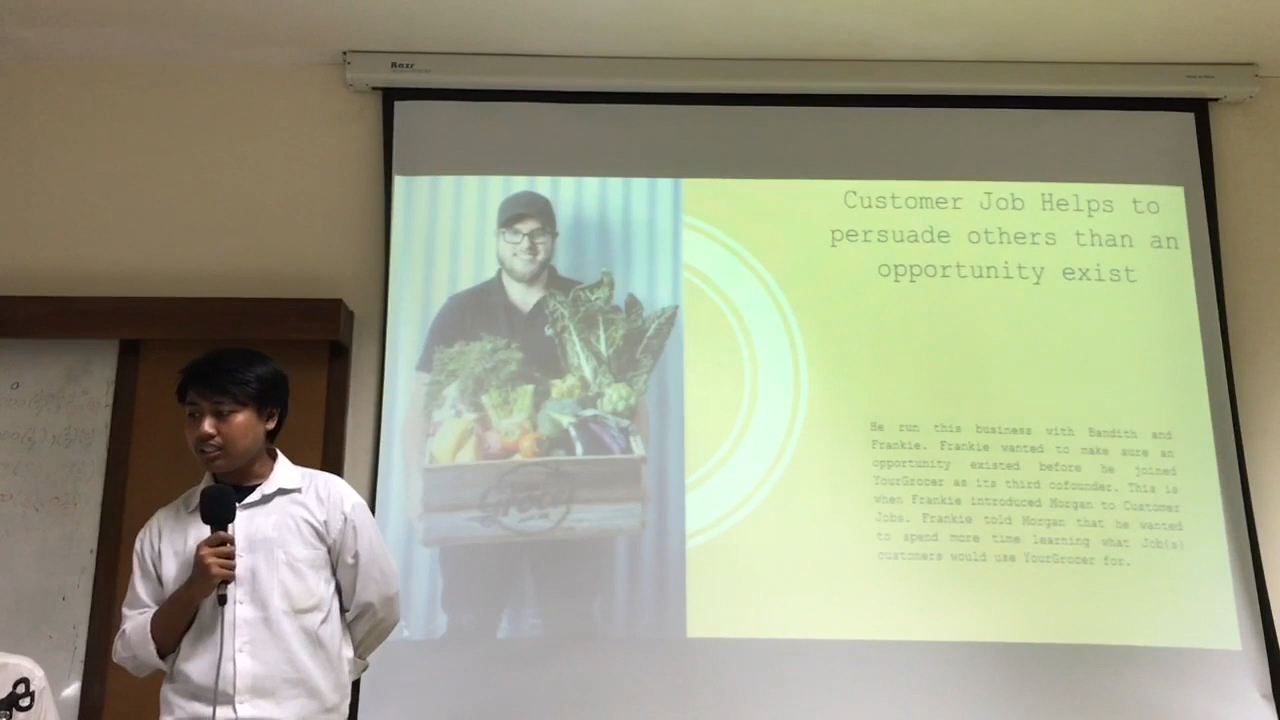 Razr
Customer Job Helps to
persuade others than an
opportunity exist
He run this business with Bandith and
Frankie. Frankie wanted to make sure an
opportunity existed before he joined
YourGrocer as its third cofounder. This is
when Frankie introduced Morgan to Customer
Jobs. Frankie told Morgan that he wanted
to spend more time learning what Job(s)
customers would use YourGrocer for.